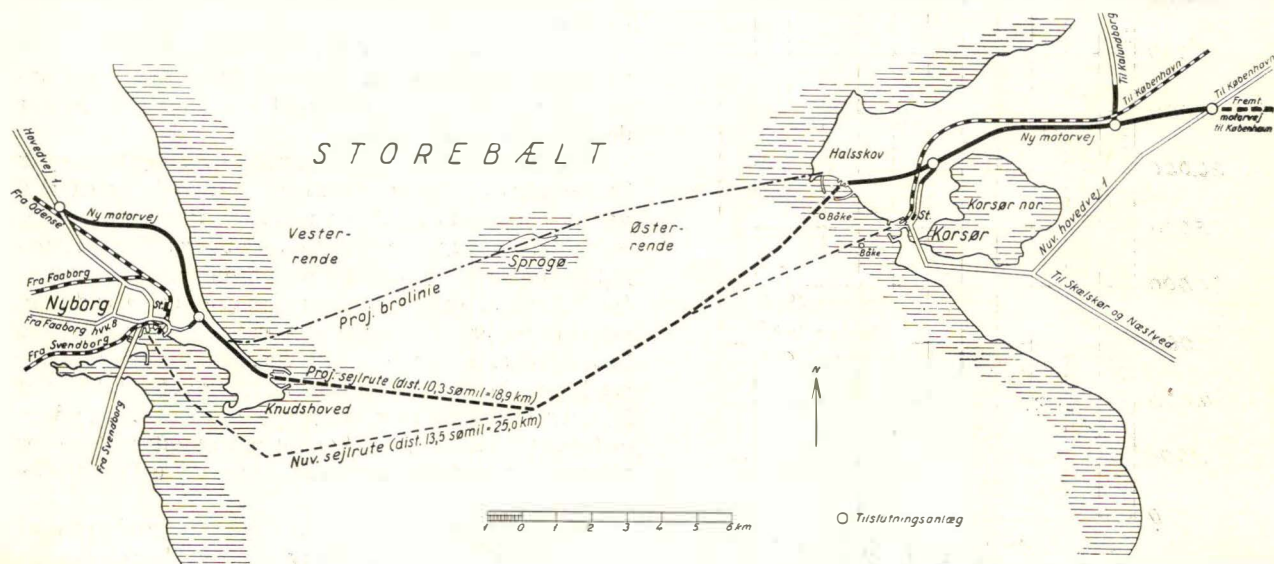 STOREBÆLT
Hovedvej 1
Fra Odense
Ny motorvej
Fra Faaborg
Nyborg
St.
Fra Faaborg hvv. 8
Fra Svendborg
Fra Svendborg
Vester-
rende
Sprogø
Øster-
rende
Proj. brolinie
Proj. sejlrute (dist. 10,3 sømil = 18,9 km)
Knudshoved
Nuv. sejlrute (dist. 13,5 sømil = 25,0 km)
Halsskov
Båke
Båke
St.
Korsør
Korsør nor
Ny motorvej
Til Kalundborg
Til København
Til København
Fremt.
motorvej
til København
Nuv. hovedvej 1
Til Skælskør og Næstved
N
1 0 1 2 3 4 5 6 km
Tilslutningsanlæg